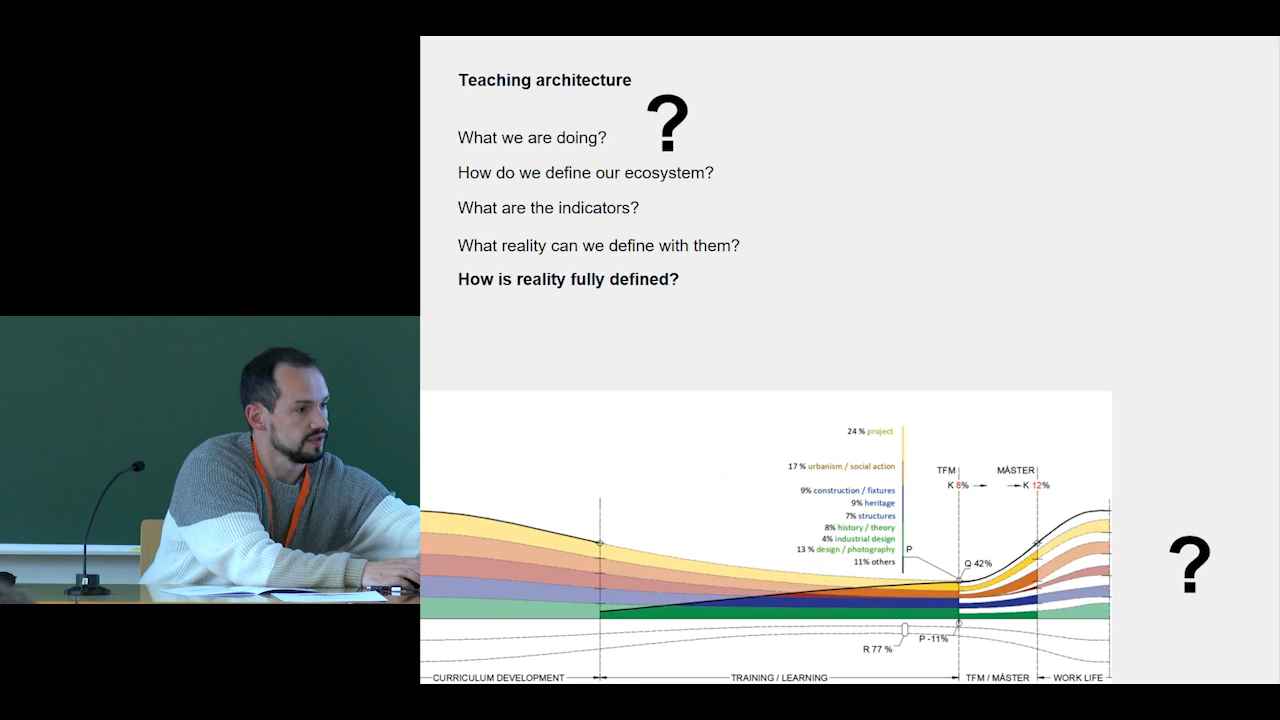 Teaching architecture
?
What we are doing?
How do we define our ecosystem?
What are the indicators?
What reality can we define with them?
How is reality fully defined?
24 % project
17 % urbanism / social action
9% construction / fixtures
9% heritage
7% structures
8% history / theory
4% industrial design
13 % design / photography
11% others
P
TFM
K 8%
MÁSTER
K 12%
Q 42%
?
P -11%
R 77 %
CURRICULUM DEVELOPMENT
TRAINING / LEARNING
TFM / MÁSTER
WORK LIFE